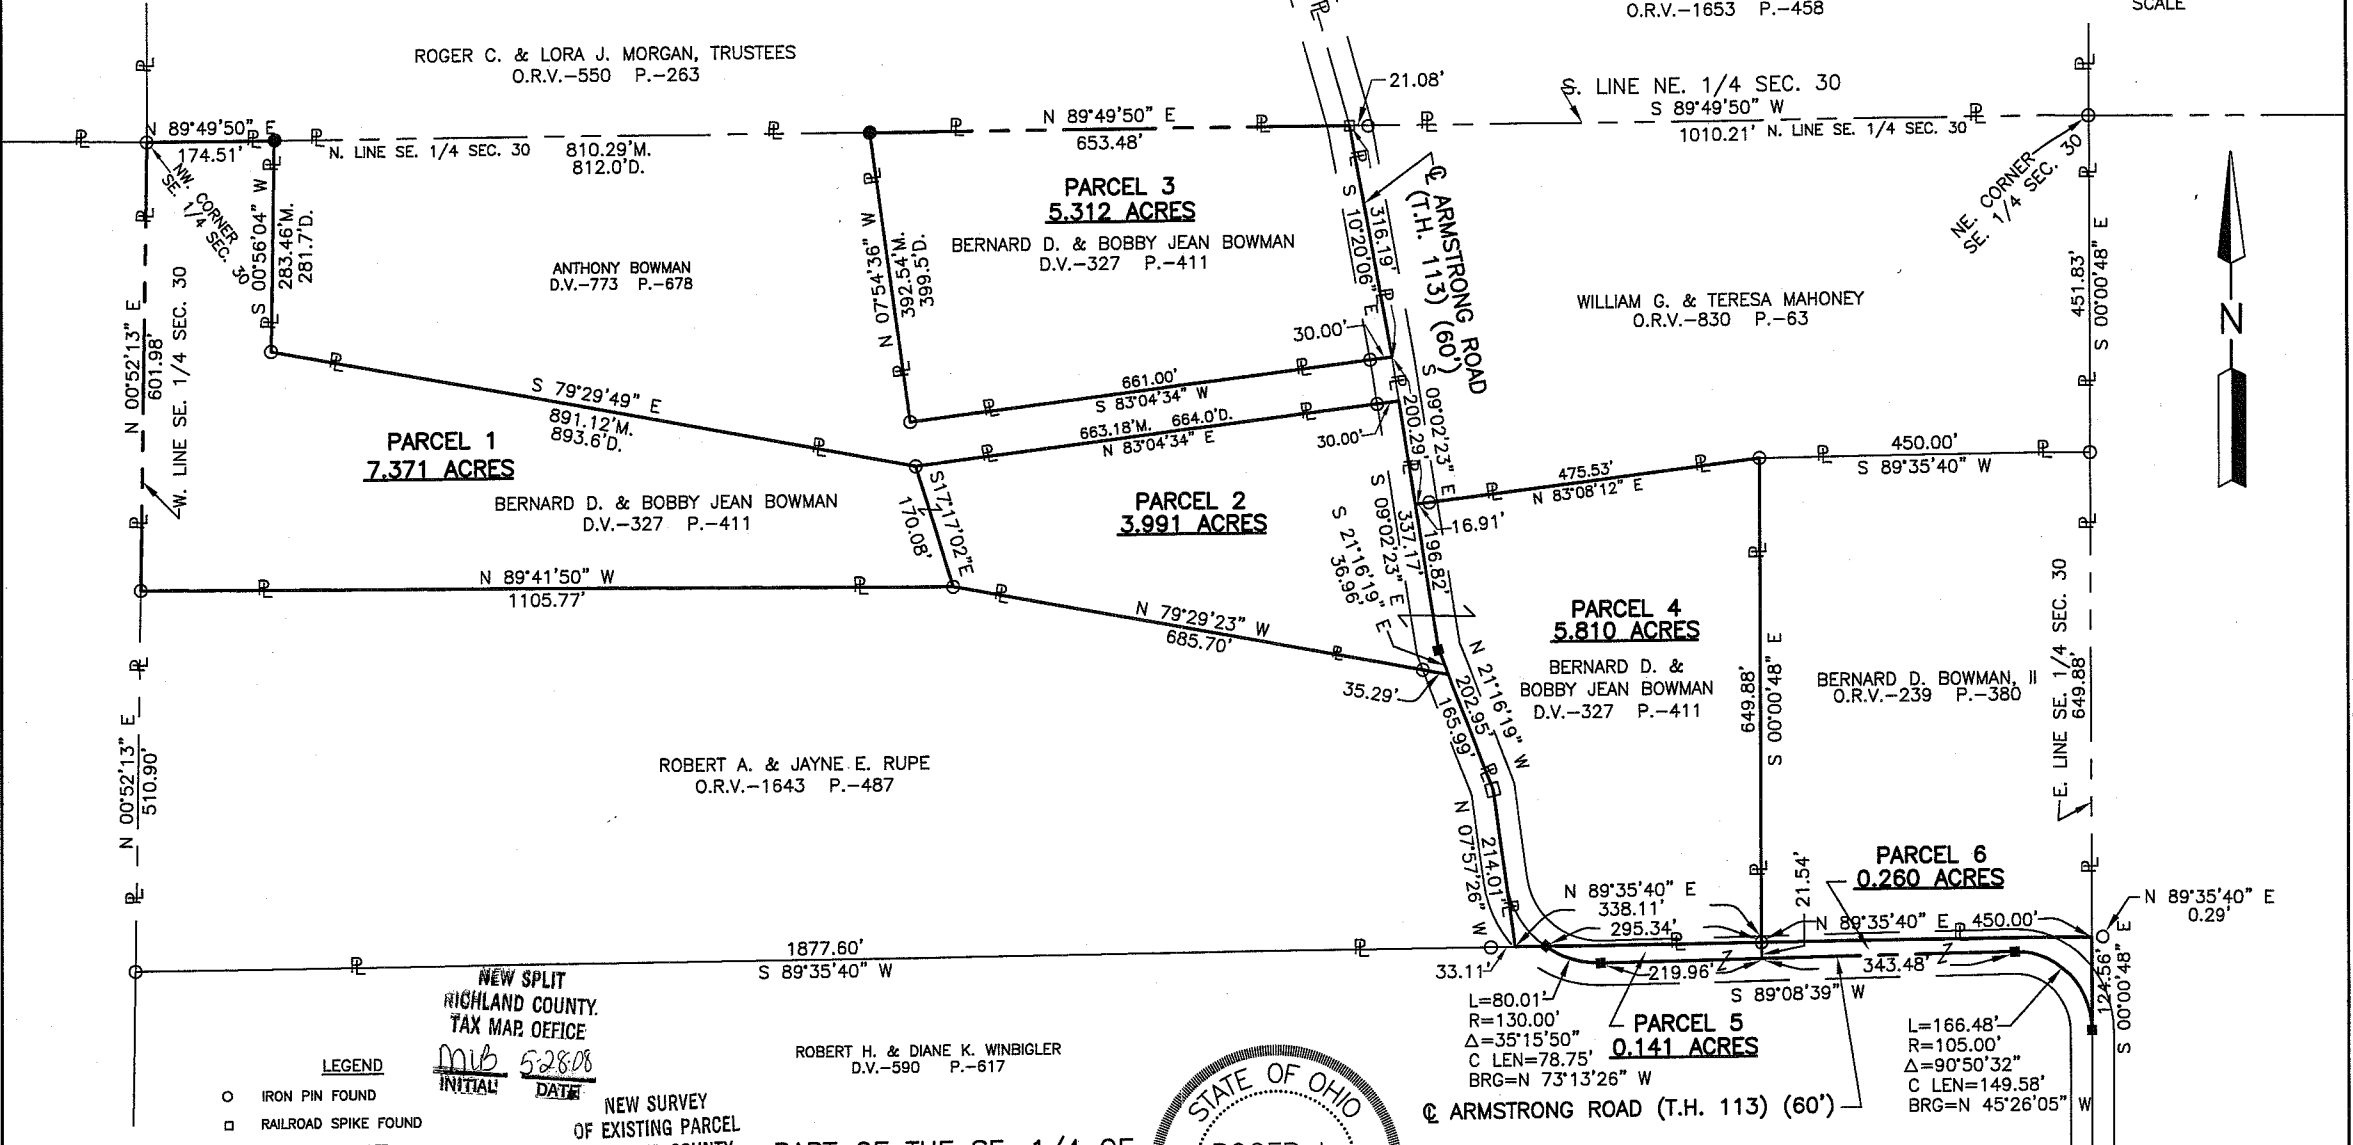 O.R.V.-1653 P.-458
SCALE
ROGER C. & LORA J. MORGAN, TRUSTEES
O.R.V.-550 P.-263
21.08'
S. LINE NE. 1/4 SEC. 30
S 89°49'50" W
1010.21' N. LINE SE. 1/4 SEC. 30
N 89°49'50" E
174.51'
N. LINE SE. 1/4 SEC. 30
810.29'M.
812.0'D.
N 89°49'50" E
653.48'
NW. CORNER
SE. 1/4 SEC. 30
NE. CORNER
SE. 1/4 SEC. 30
S 00°56'04" W
283.46'M.
281.7'D.
ANTHONY BOWMAN
D.V.-773 P.-678
N 07°54'36" W
392.54'M.
399.5'D.
PARCEL 3
5.312 ACRES
BERNARD D. & BOBBY JEAN BOWMAN
D.V.-327 P.-411
S 10°20'06" E
316.19'
℄ ARMSTRONG ROAD
(T.H. 113) (60')
WILLIAM G. & TERESA MAHONEY
O.R.V.-830 P.-63
451.83'
S 00°00'48" E
N
N 00°52'13" E
601.98'
W. LINE SE. 1/4 SEC. 30
30.00'
661.00'
S 83°04'34" W
663.18'M. 664.0'D.
N 83°04'34" E
30.00'
S 09°02'23" E
200.29'
S 79°29'49" E
891.12'M.
893.6'D.
PARCEL 1
7.371 ACRES
BERNARD D. & BOBBY JEAN BOWMAN
D.V.-327 P.-411
S17°17'02"E
170.08'
PARCEL 2
3.991 ACRES
475.53'
N 83°08'12" E
16.91'
450.00'
S 89°35'40" W
S 09°02'23" E
337.17'
196.82'
S 21°16'19" E
36.96'
N 89°41'50" W
1105.77'
N 79°29'23" W
685.70'
35.29'
N 21°16'19" W
202.95'
165.99'
PARCEL 4
5.810 ACRES
BERNARD D. &
BOBBY JEAN BOWMAN
D.V.-327 P.-411
649.88'
S 00°00'48" E
BERNARD D. BOWMAN, II
O.R.V.-239 P.-380
E. LINE SE. 1/4 SEC. 30
649.88'
N 00°52'13" E
510.90'
ROBERT A. & JAYNE E. RUPE
O.R.V.-1643 P.-487
N 07°57'26" W
214.01'
PARCEL 6
0.260 ACRES
21.54'
N 89°35'40" E
338.11'
295.34'
N 89°35'40" E 450.00'
N 89°35'40" E
0.29'
1877.60'
S 89°35'40" W
33.11'
219.96'
343.48'
S 89°08'39" W
124.56'
S 00°00'48" E
L=80.01'
R=130.00'
Δ=35°15'50"
C LEN=78.75'
BRG=N 73°13'26" W
PARCEL 5
0.141 ACRES
L=166.48'
R=105.00'
Δ=90°50'32"
C LEN=149.58'
BRG=N 45°26'05" W
℄ ARMSTRONG ROAD (T.H. 113) (60')
NEW SPLIT
RICHLAND COUNTY.
TAX MAP OFFICE
MIB 5-28-08
INITIAL DATE
ROBERT H. & DIANE K. WINBIGLER
D.V.-590 P.-617
LEGEND
IRON PIN FOUND
RAILROAD SPIKE FOUND
NEW SURVEY
OF EXISTING PARCEL
STATE OF OHIO
PART OF THE SE. 1/4 OF